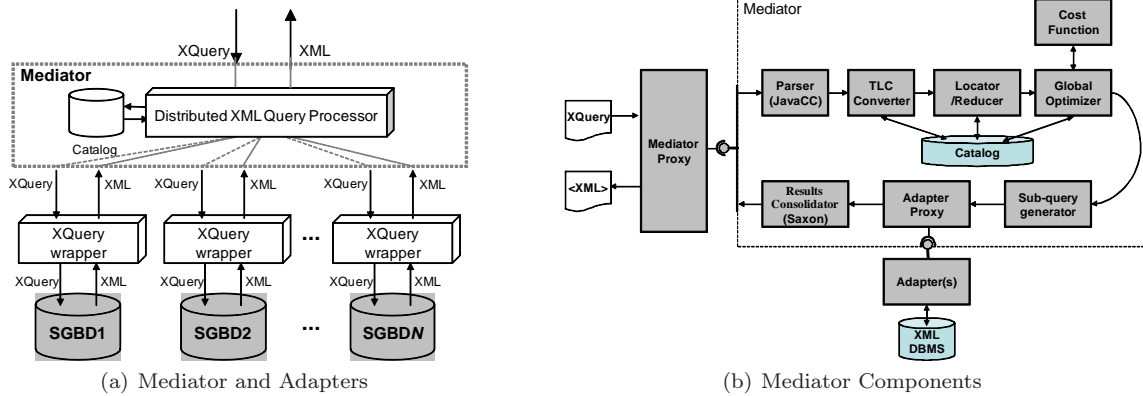 XQuery
XML
Mediator
Distributed XML Query Processor
Catalog
XQuery
XML
XQuery
XML
XQuery
XML
XQuery
wrapper
XQuery
wrapper
...
XQuery
wrapper
XQuery
XML
XQuery
XML
XQuery
XML
SGBD1
SGBD2
...
SGBDN
(a) Mediator and Adapters
Mediator
Cost
Function
Parser
(JavaCC)
TLC
Converter
Locator
/Reducer
Global
Optimizer
XQuery
Mediator
Proxy
Catalog
<XML>
Results
Consolidator
(Saxon)
Adapter
Proxy
Sub-query
generator
Adapter(s)
XML
DBMS
(b) Mediator Components